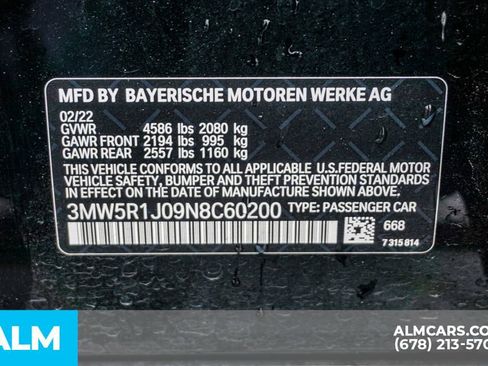 MFD BY BAYERISCHE MOTOREN WERKE AG
02/22
GVWR 4586 lbs 2080 kg
GAWR FRONT 2194 lbs 995 kg
GAWR REAR 2557 lbs 1160 kg
THIS VEHICLE CONFORMS TO ALL APPLICABLE U.S.FEDERAL MOTOR
VEHICLE SAFETY, BUMPER AND THEFT PREVENTION STANDARDS
IN EFFECT ON THE DATE OF MANUFACTURE SHOWN ABOVE.
3MW5R1J09N8C60200 TYPE: PASSENGER CAR
668
7 315 814
ALM
ALMCARS.COM
(678) 213-570